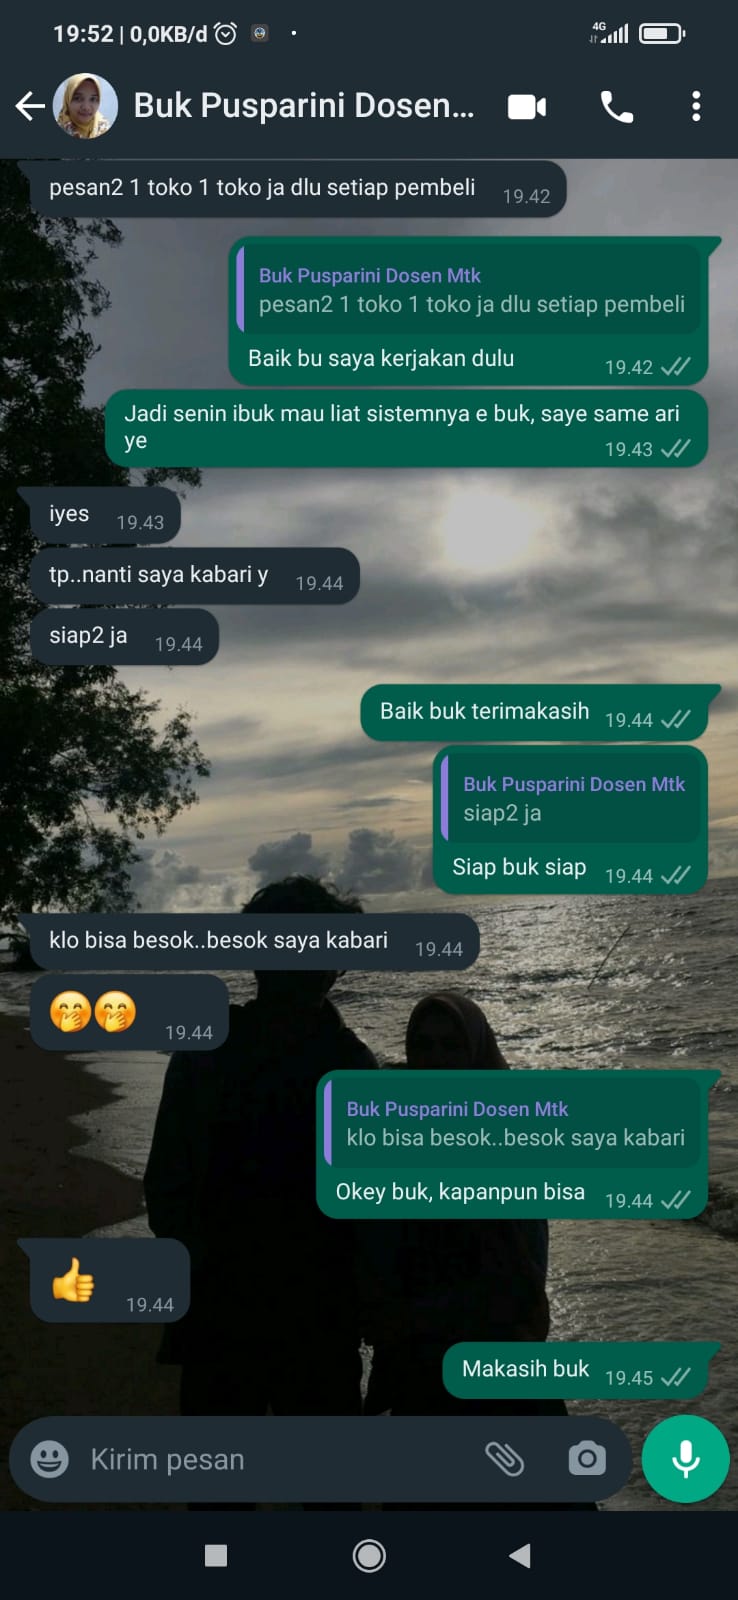 19:52 | 0,0KB/d
4G
Buk Pusparini Dosen...
pesan2 1 toko 1 toko ja dlu setiap pembeli 19.42
Buk Pusparini Dosen Mtk
pesan2 1 toko 1 toko ja dlu setiap pembeli
Baik bu saya kerjakan dulu 19.42
Jadi senin ibuk mau liat sistemnya e buk, saye same ari
ye 19.43
iyes 19.43
tp..nanti saya kabari y 19.44
siap2 ja 19.44
Baik buk terimakasih 19.44
Buk Pusparini Dosen Mtk
siap2 ja
Siap buk siap 19.44
klo bisa besok..besok saya kabari 19.44
🤭🤭 19.44
Buk Pusparini Dosen Mtk
klo bisa besok..besok saya kabari
Okey buk, kapanpun bisa 19.44
👍 19.44
Makasih buk 19.45
Kirim pesan